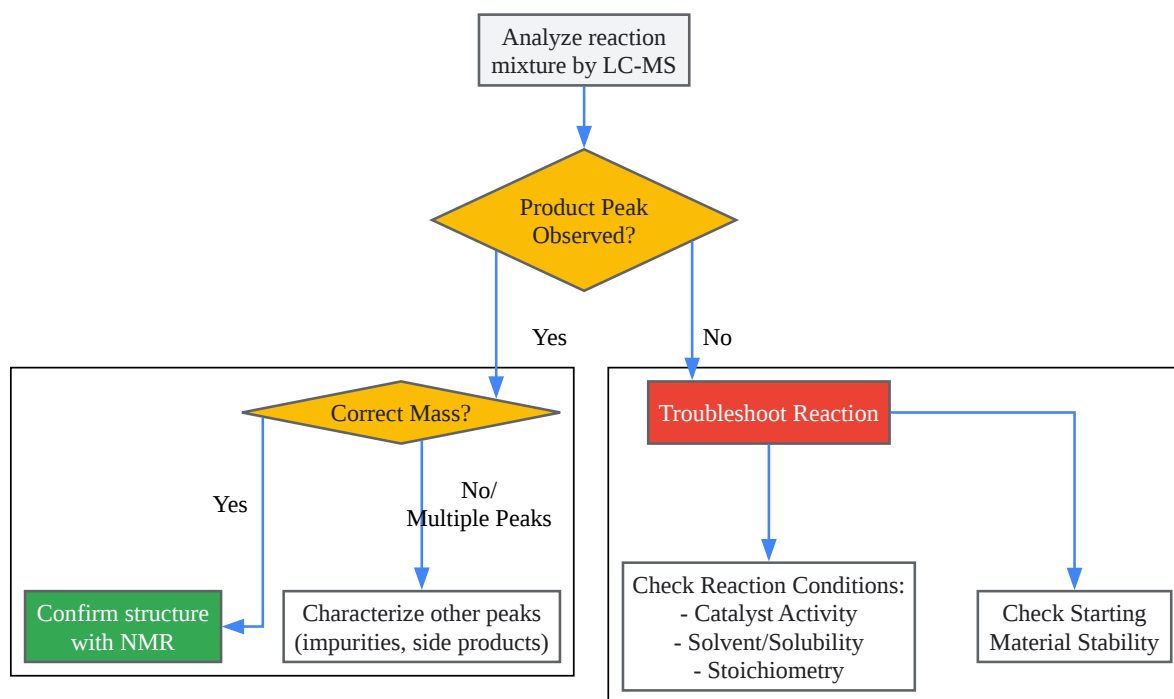 Analyze reaction
mixture by LC-MS
Product Peak
Observed?
Yes
No
Correct Mass?
Troubleshoot Reaction
Yes
No/
Multiple Peaks
Confirm structure
with NMR
Characterize other peaks
(impurities, side products)
Check Reaction Conditions:
- Catalyst Activity
- Solvent/Solubility
- Stoichiometry
Check Starting
Material Stability